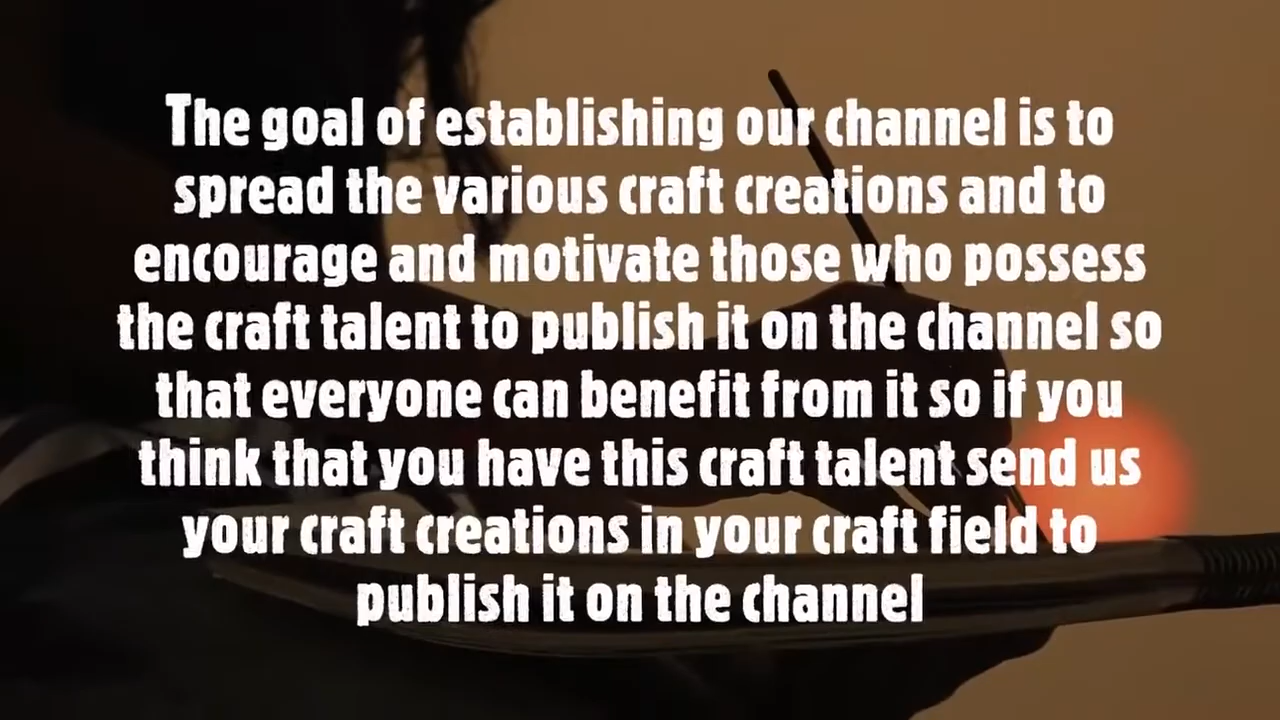 The goal of establishing our channel is to
spread the various craft creations and to
encourage and motivate those who possess
the craft talent to publish it on the channel so
that everyone can benefit from it so if you
think that you have this craft talent send us
your craft creations in your craft field to
publish it on the channel